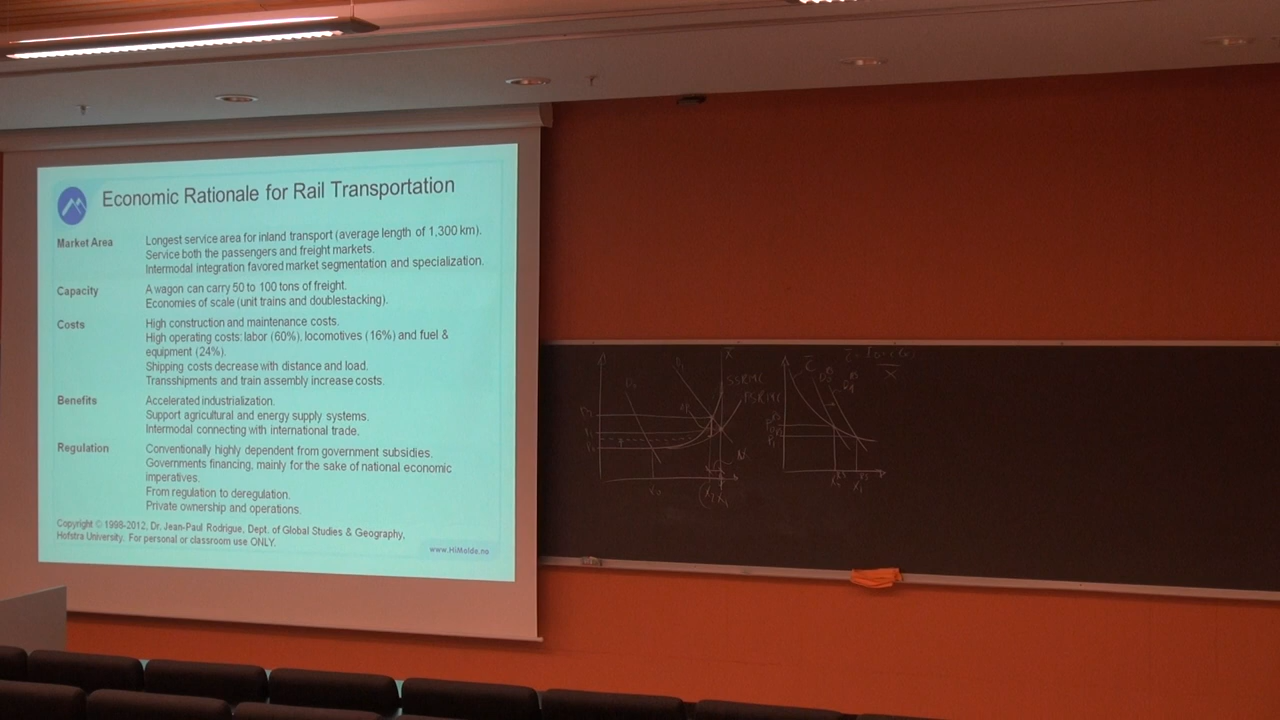 Economic Rationale for Rail Transportation
Market Area
Longest service area for inland transport (average length of 1,300 km).
Service both the passengers and freight markets.
Intermodal integration favored market segmentation and specialization.
Capacity
A wagon can carry 50 to 100 tons of freight.
Economies of scale (unit trains and doublestacking).
Costs
High construction and maintenance costs.
High operating costs: labor (60%), locomotives (16%) and fuel &
equipment (24%).
Shipping costs decrease with distance and load.
Transshipments and train assembly increase costs.
Benefits
Accelerated industrialization.
Support agricultural and energy supply systems.
Intermodal connecting with international trade.
Regulation
Conventionally highly dependent from government subsidies.
Governments financing, mainly for the sake of national economic
imperatives.
From regulation to deregulation.
Private ownership and operations.
Copyright © 1998-2012, Dr. Jean-Paul Rodrigue, Dept. of Global Studies & Geography,
Hofstra University. For personal or classroom use ONLY.
www.HiMolde.no